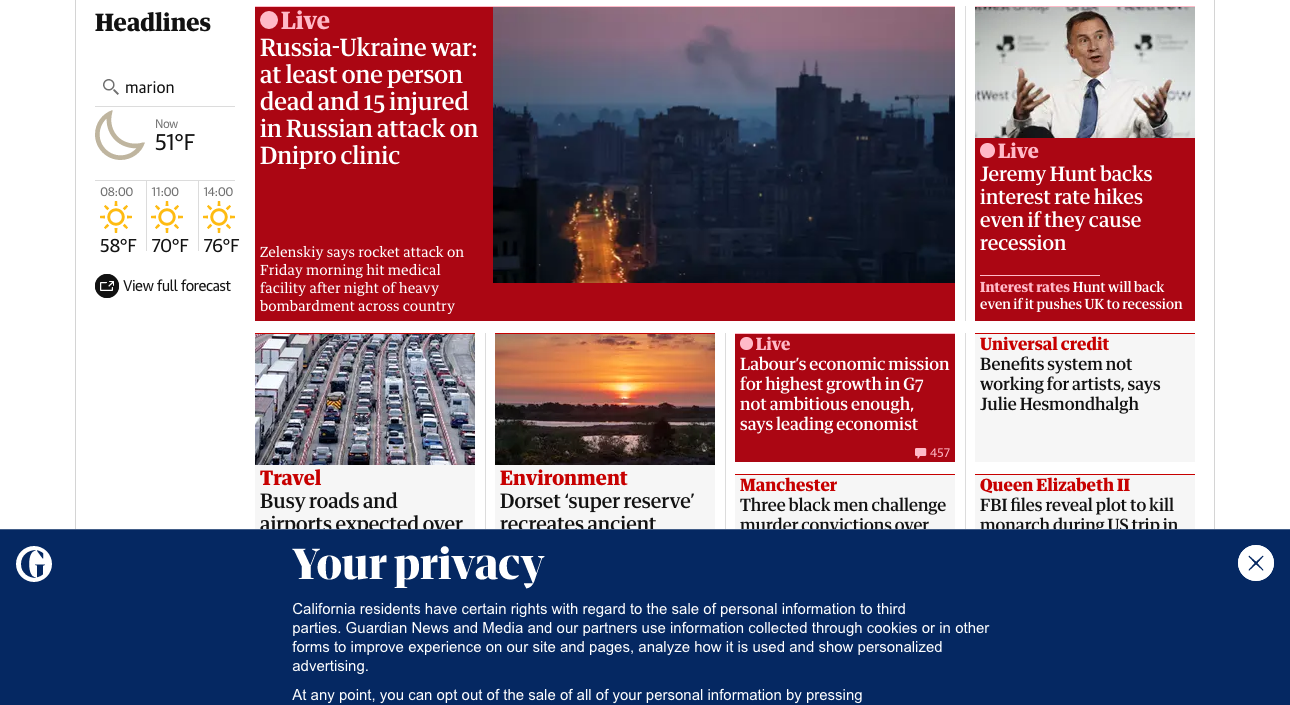 Headlines
marion
Now
51°F
08:00
11:00
14:00
58°F
70°F
76°F
View full forecast
Live
Russia-Ukraine war:
at least one person
dead and 15 injured
in Russian attack on
Dnipro clinic
Zelenskiy says rocket attack on
Friday morning hit medical
facility after night of heavy
bombardment across country
Live
Jeremy Hunt backs
interest rate hikes
even if they cause
recession
Interest rates Hunt will back
even if it pushes UK to recession
Travel
Busy roads and
airports expected over
Environment
Dorset ‘super reserve’
recreates ancient
Live
Labour’s economic mission
for highest growth in G7
not ambitious enough,
says leading economist
457
Manchester
Three black men challenge
murder convictions over
Universal credit
Benefits system not
working for artists, says
Julie Hesmondhalgh
Queen Elizabeth II
FBI files reveal plot to kill
monarch during US trip in
Your privacy
California residents have certain rights with regard to the sale of personal information to third
parties. Guardian News and Media and our partners use information collected through cookies or in other
forms to improve experience on our site and pages, analyze how it is used and show personalized
advertising.
At any point, you can opt out of the sale of all of your personal information by pressing